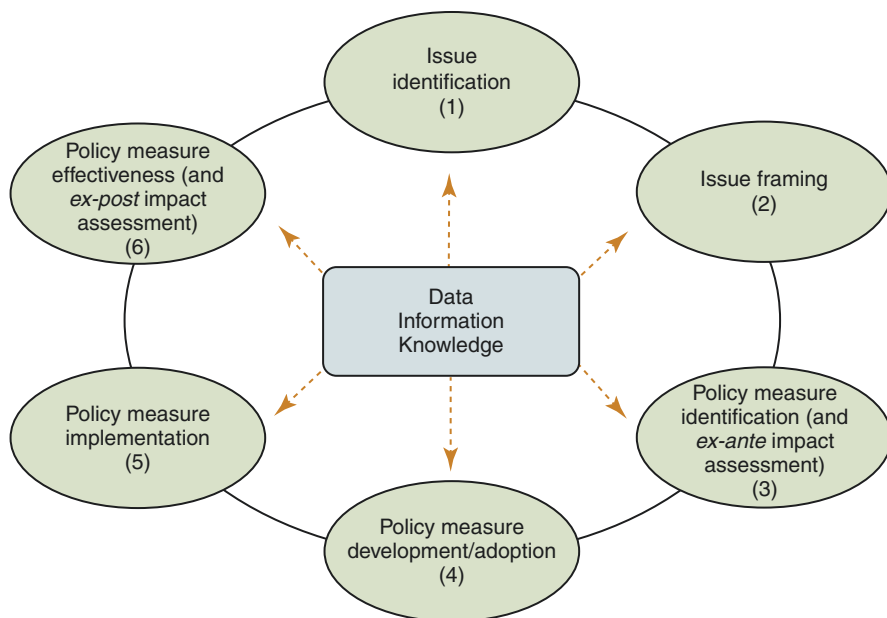 Issue
identification
(1)
Issue framing
(2)
Policy measure
identification (and
ex-ante impact
assessment)
(3)
Policy measure
development/adoption
(4)
Policy measure
implementation
(5)
Policy measure
effectiveness (and
ex-post impact
assessment)
(6)
Data
Information
Knowledge